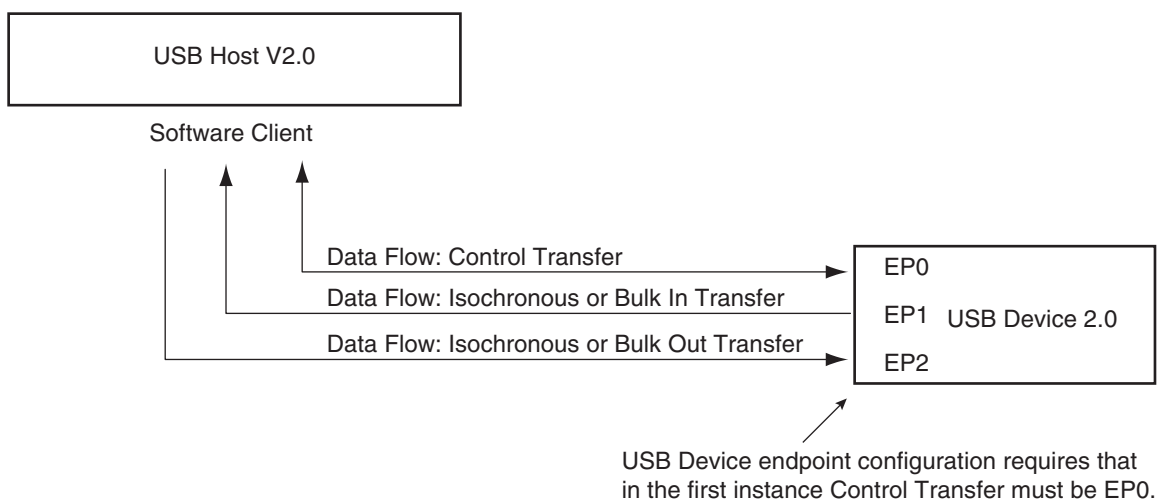 USB Host V2.0
Software Client
Data Flow: Control Transfer
Data Flow: Isochronous or Bulk In Transfer
Data Flow: Isochronous or Bulk Out Transfer
EP0
EP1
USB Device 2.0
EP2
USB Device endpoint configuration requires that
in the first instance Control Transfer must be EP0.